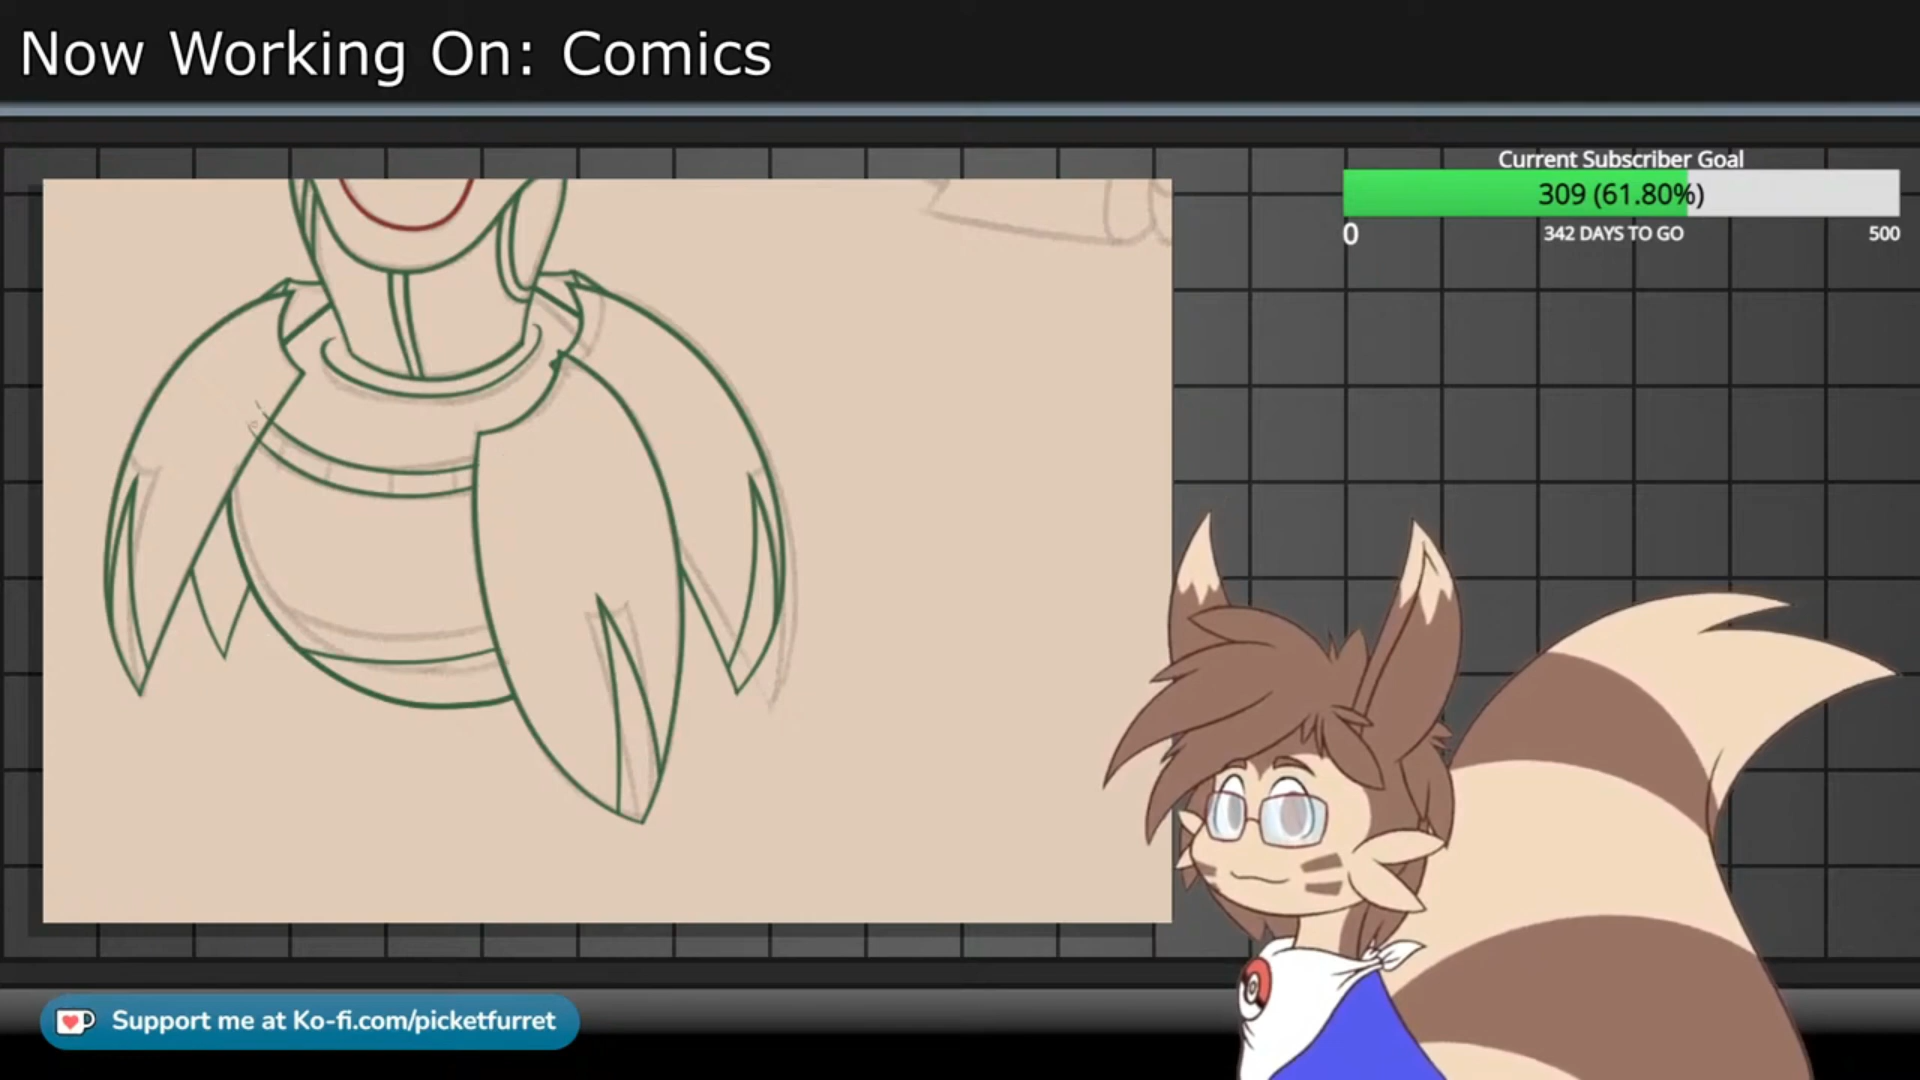 Now Working On: Comics
Current Subscriber Goal
309 (61.80%)
0 342 DAYS TO GO 500
Support me at Ko-fi.com/picketfurret